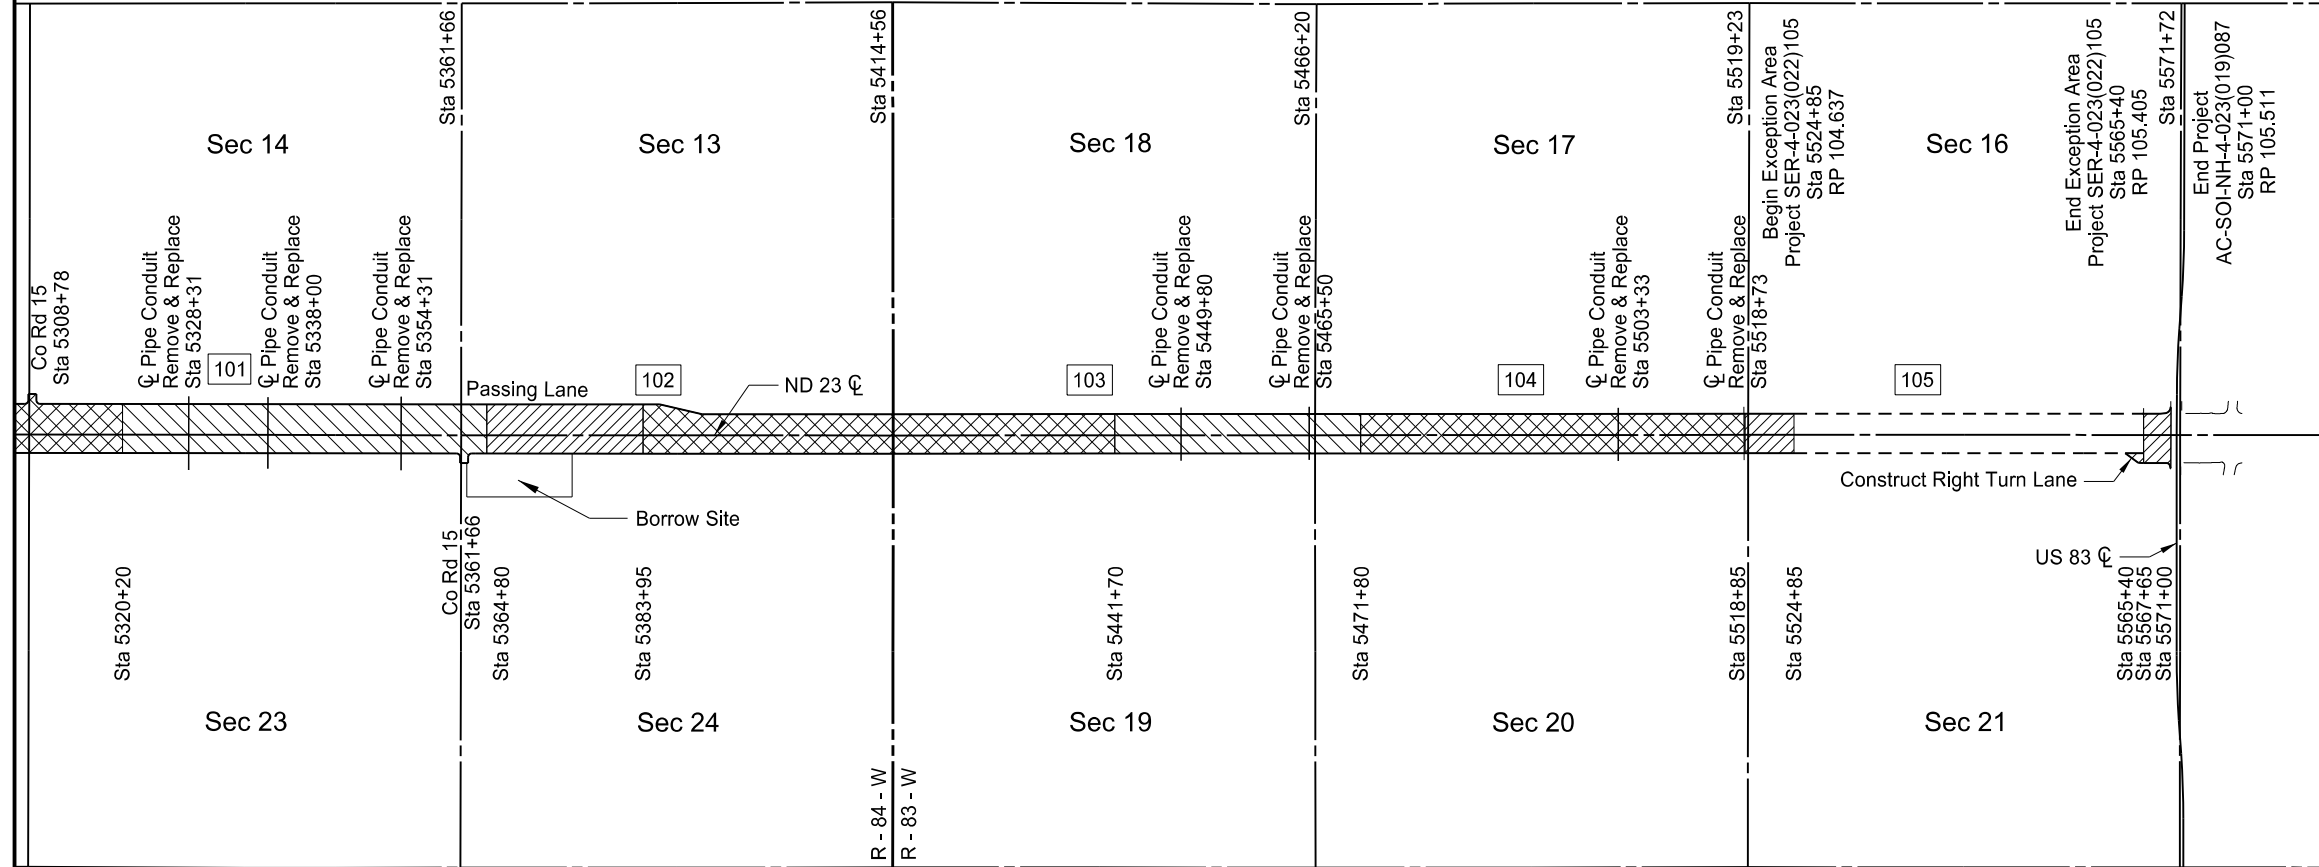 Sta 5361+66
Sta 5414+56
Sta 5466+20
Sta 5519+23
Begin Exception Area
Project SER-4-023(022)105
Sta 5524+85
RP 104.637
End Exception Area
Project SER-4-023(022)105
Sta 5565+40
RP 105.405
Sta 5571+72
End Project
AC-SOI-NH-4-023(019)087
Sta 5571+00
RP 105.511
Sec 14
Sec 13
Sec 18
Sec 17
Sec 16
Co Rd 15
Sta 5308+78
℄ Pipe Conduit
Remove & Replace
Sta 5328+31
101
℄ Pipe Conduit
Remove & Replace
Sta 5338+00
℄ Pipe Conduit
Remove & Replace
Sta 5354+31
Passing Lane
102
ND 23 ℄
103
℄ Pipe Conduit
Remove & Replace
Sta 5449+80
℄ Pipe Conduit
Remove & Replace
Sta 5465+50
104
℄ Pipe Conduit
Remove & Replace
Sta 5503+33
℄ Pipe Conduit
Remove & Replace
Sta 5518+73
105
Construct Right Turn Lane
Borrow Site
US 83 ℄
Sta 5320+20
Co Rd 15
Sta 5361+66
Sta 5364+80
Sta 5383+95
Sta 5441+70
Sta 5471+80
Sta 5518+85
Sta 5524+85
Sta 5565+40
Sta 5567+65
Sta 5571+00
Sec 23
Sec 24
Sec 19
Sec 20
Sec 21
R - 84 - W
R - 83 - W